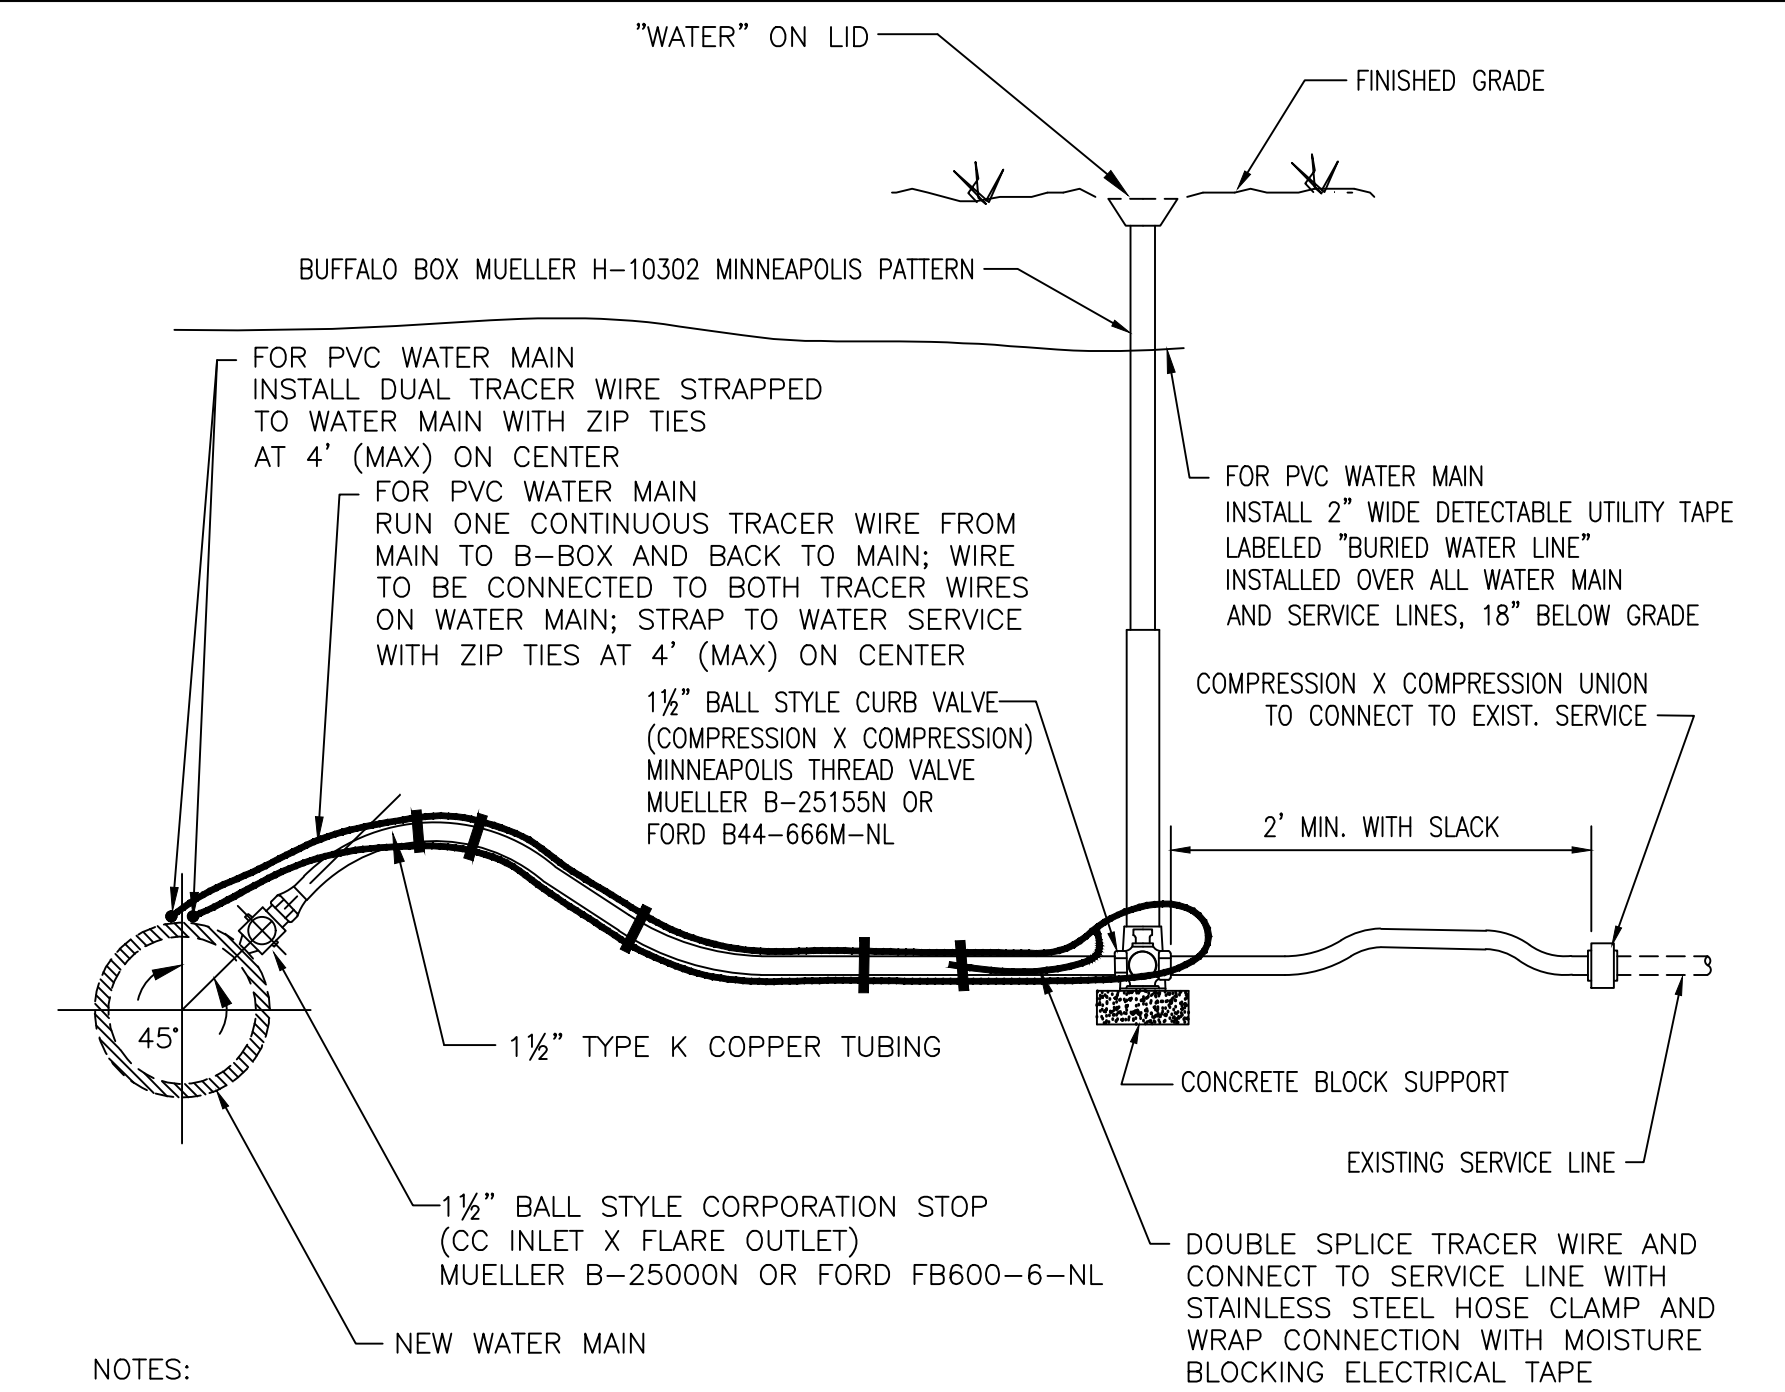 ”WATER” ON LID
FINISHED GRADE
BUFFALO BOX MUELLER H-10302 MINNEAPOLIS PATTERN
FOR PVC WATER MAIN
INSTALL DUAL TRACER WIRE STRAPPED
TO WATER MAIN WITH ZIP TIES
AT 4’ (MAX) ON CENTER
FOR PVC WATER MAIN
RUN ONE CONTINUOUS TRACER WIRE FROM
MAIN TO B-BOX AND BACK TO MAIN; WIRE
TO BE CONNECTED TO BOTH TRACER WIRES
ON WATER MAIN; STRAP TO WATER SERVICE
WITH ZIP TIES AT 4’ (MAX) ON CENTER
FOR PVC WATER MAIN
INSTALL 2” WIDE DETECTABLE UTILITY TAPE
LABELED ”BURIED WATER LINE”
INSTALLED OVER ALL WATER MAIN
AND SERVICE LINES, 18” BELOW GRADE
1½” BALL STYLE CURB VALVE
(COMPRESSION X COMPRESSION)
MINNEAPOLIS THREAD VALVE
MUELLER B-25155N OR
FORD B44-666M-NL
COMPRESSION X COMPRESSION UNION
TO CONNECT TO EXIST. SERVICE
2’ MIN. WITH SLACK
45°
1½” TYPE K COPPER TUBING
CONCRETE BLOCK SUPPORT
EXISTING SERVICE LINE
1½” BALL STYLE CORPORATION STOP
(CC INLET X FLARE OUTLET)
MUELLER B-25000N OR FORD FB600-6-NL
DOUBLE SPLICE TRACER WIRE AND
CONNECT TO SERVICE LINE WITH
STAINLESS STEEL HOSE CLAMP AND
WRAP CONNECTION WITH MOISTURE
BLOCKING ELECTRICAL TAPE
NEW WATER MAIN
NOTES: